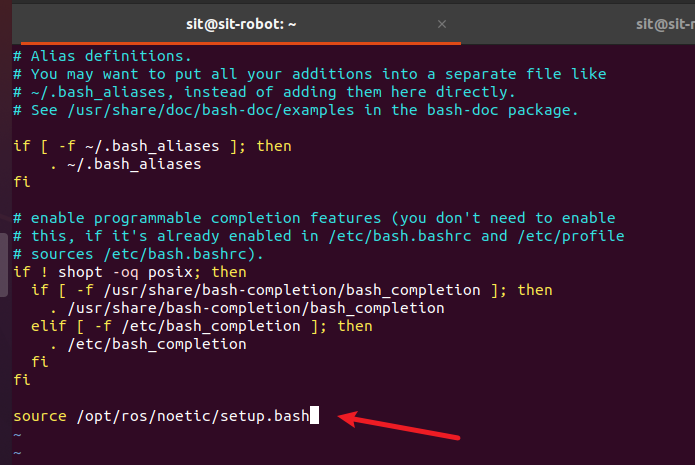 sit@sit-robot: ~
×
sit@sit-r
# Alias definitions.
# You may want to put all your additions into a separate file like
# ~/.bash_aliases, instead of adding them here directly.
# See /usr/share/doc/bash-doc/examples in the bash-doc package.

if [ -f ~/.bash_aliases ]; then
    . ~/.bash_aliases
fi

# enable programmable completion features (you don't need to enable
# this, if it's already enabled in /etc/bash.bashrc and /etc/profile
# sources /etc/bash.bashrc).
if ! shopt -oq posix; then
  if [ -f /usr/share/bash-completion/bash_completion ]; then
    . /usr/share/bash-completion/bash_completion
  elif [ -f /etc/bash_completion ]; then
    . /etc/bash_completion
  fi
fi

source /opt/ros/noetic/setup.bash
~
~